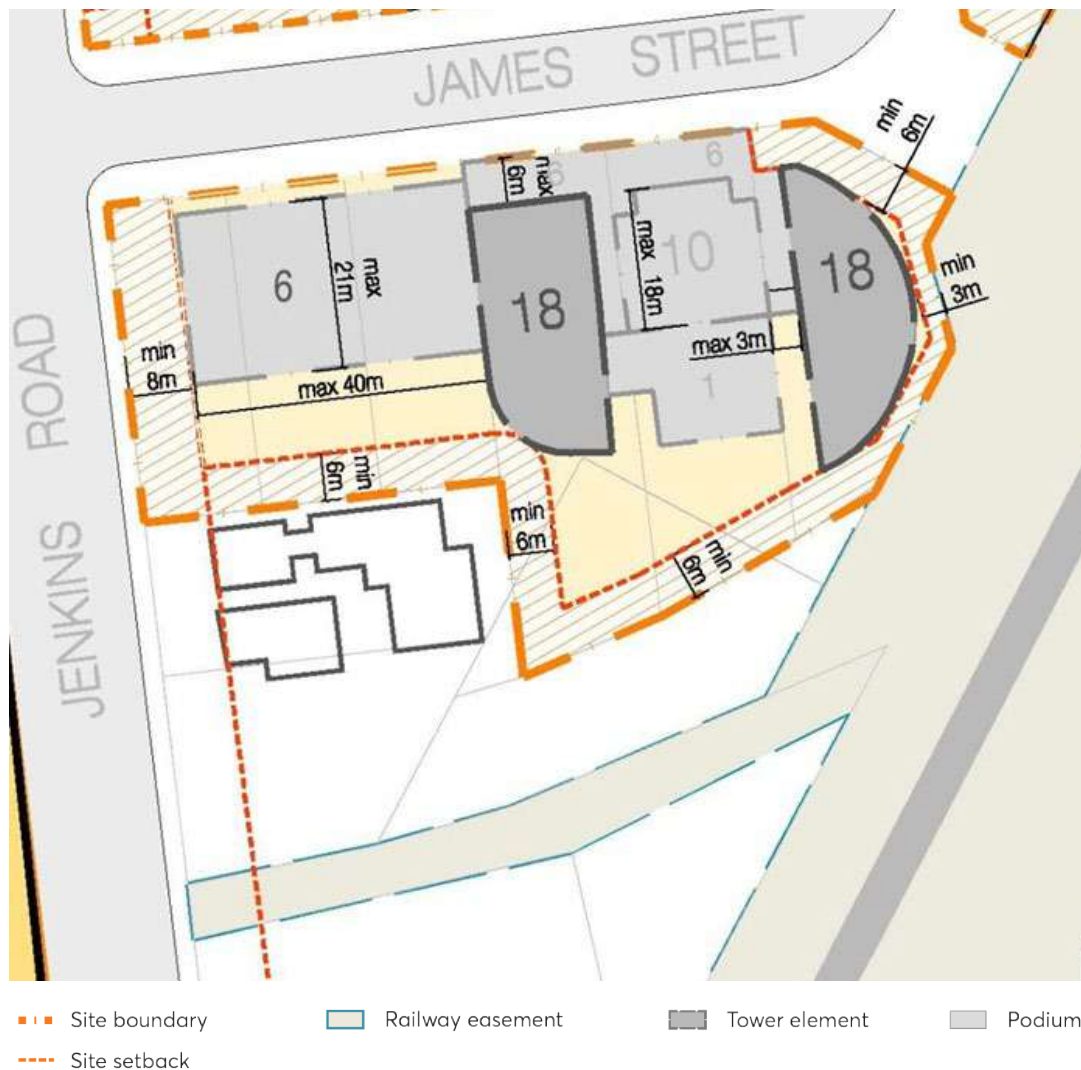 JAMES STREET
JENKINS ROAD
min
6m
6
6
max
6m
max
21m
6
18
max
18m
10
18
min
3m
min
8m
max 40m
max 3m
1
min
6m
min
6m
min
6m
Site boundary
Railway easement
Tower element
Podium
Site setback